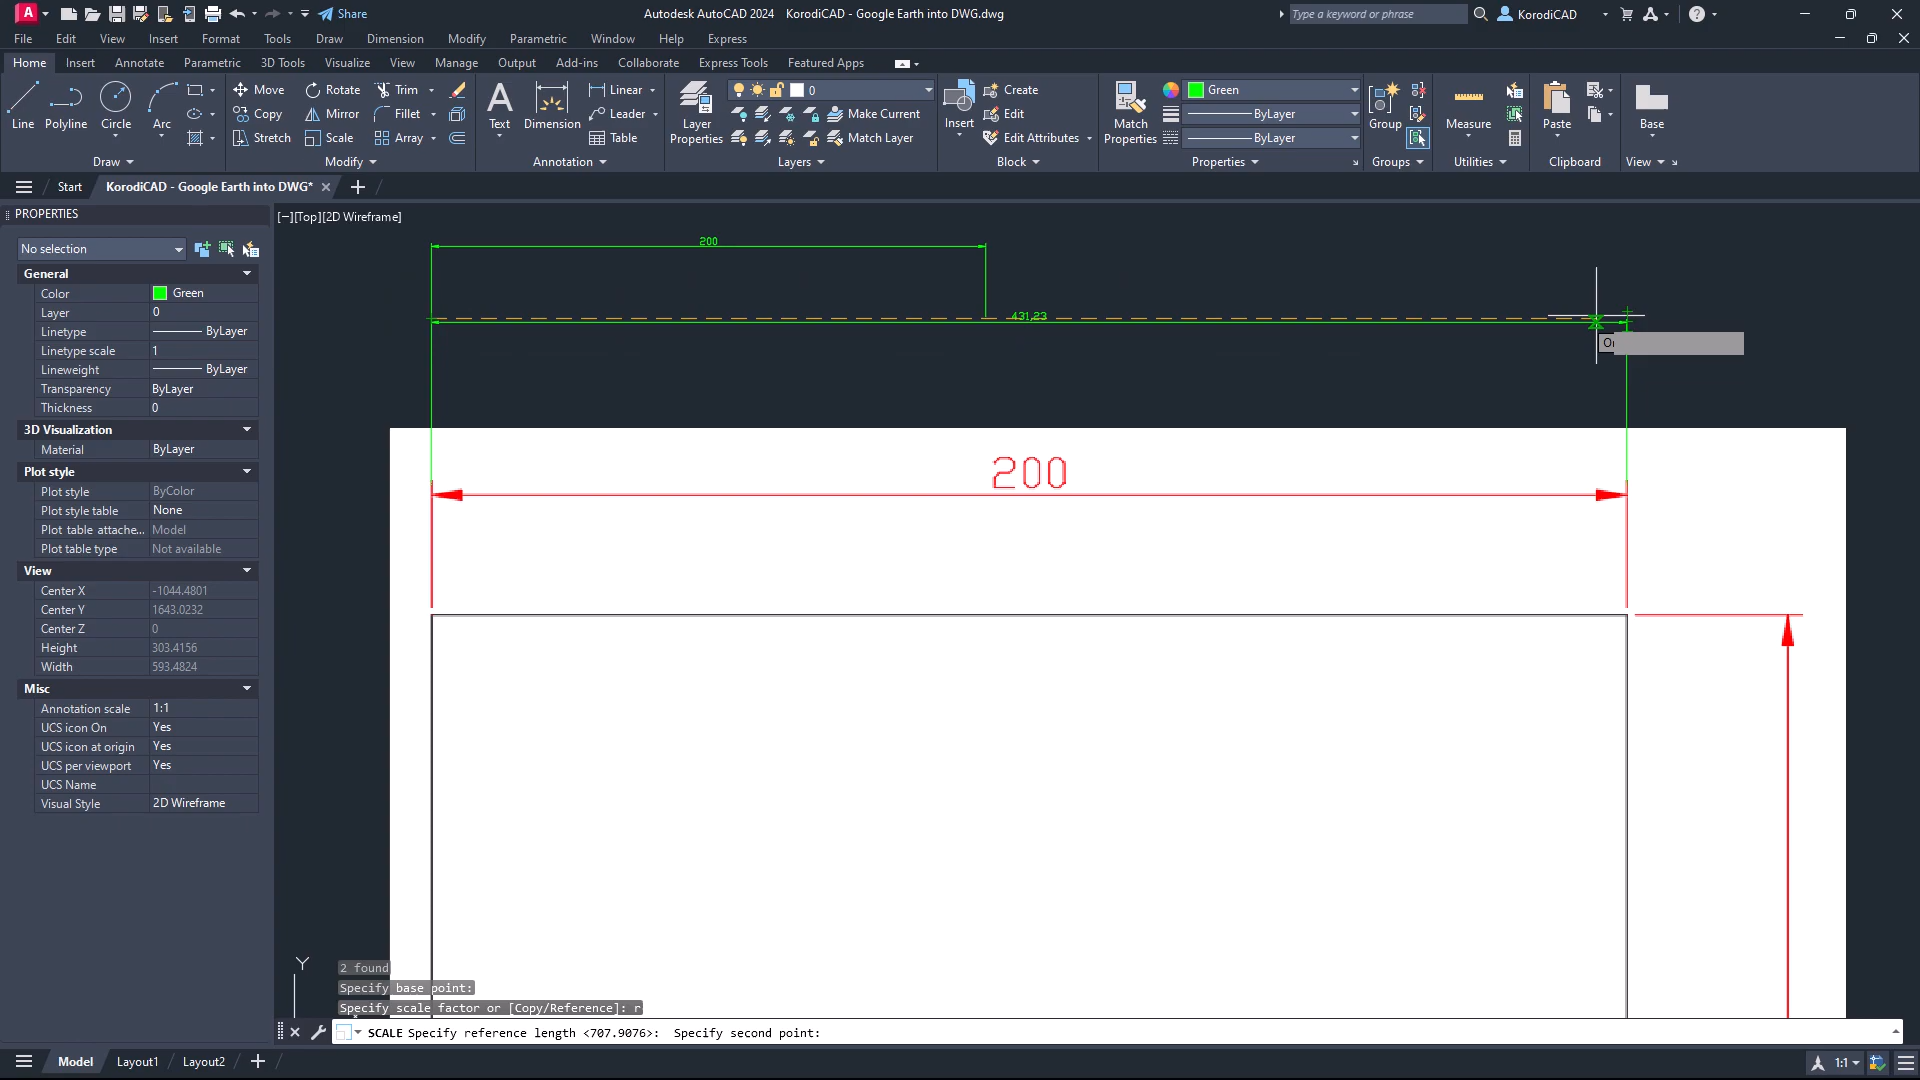 Share
Autodesk AutoCAD 2024 KorodiCAD - Google Earth into DWG.dwg
Type a keyword or phrase
KorodiCAD
File Edit View Insert Format Tools Draw Dimension Modify Parametric Window Help Express
Home Insert Annotate Parametric 3D Tools Visualize View Manage Output Add-ins Collaborate Express Tools Featured Apps
Line Polyline Circle Arc
Draw
Move Rotate Trim
Copy Mirror Fillet
Stretch Scale Array
Modify
Text Dimension
Linear
Leader
Table
Annotation
Layer Properties
0
Make Current
Match Layer
Layers
Insert
Create
Edit
Edit Attributes
Block
Match Properties
Green
ByLayer
ByLayer
Properties
Group
Groups
Measure
Utilities
Paste
Clipboard
Base
View
Start KorodiCAD - Google Earth into DWG*
PROPERTIES
No selection
General
Color Green
Layer 0
Linetype ByLayer
Linetype scale 1
Lineweight ByLayer
Transparency ByLayer
Thickness 0
3D Visualization
Material ByLayer
Plot style
Plot style ByColor
Plot style table None
Plot table attache... Model
Plot table type Not available
View
Center X -1044.4801
Center Y 1643.0232
Center Z 0
Height 303.4156
Width 593.4824
Misc
Annotation scale 1:1
UCS icon On Yes
UCS icon at origin Yes
UCS per viewport Yes
UCS Name
Visual Style 2D Wireframe
[−][Top][2D Wireframe]
200
431,23
200
Y
2 found
Specify base point:
Specify scale factor or [Copy/Reference]: r
SCALE Specify reference length <707.9076>: Specify second point:
Model Layout1 Layout2
1:1